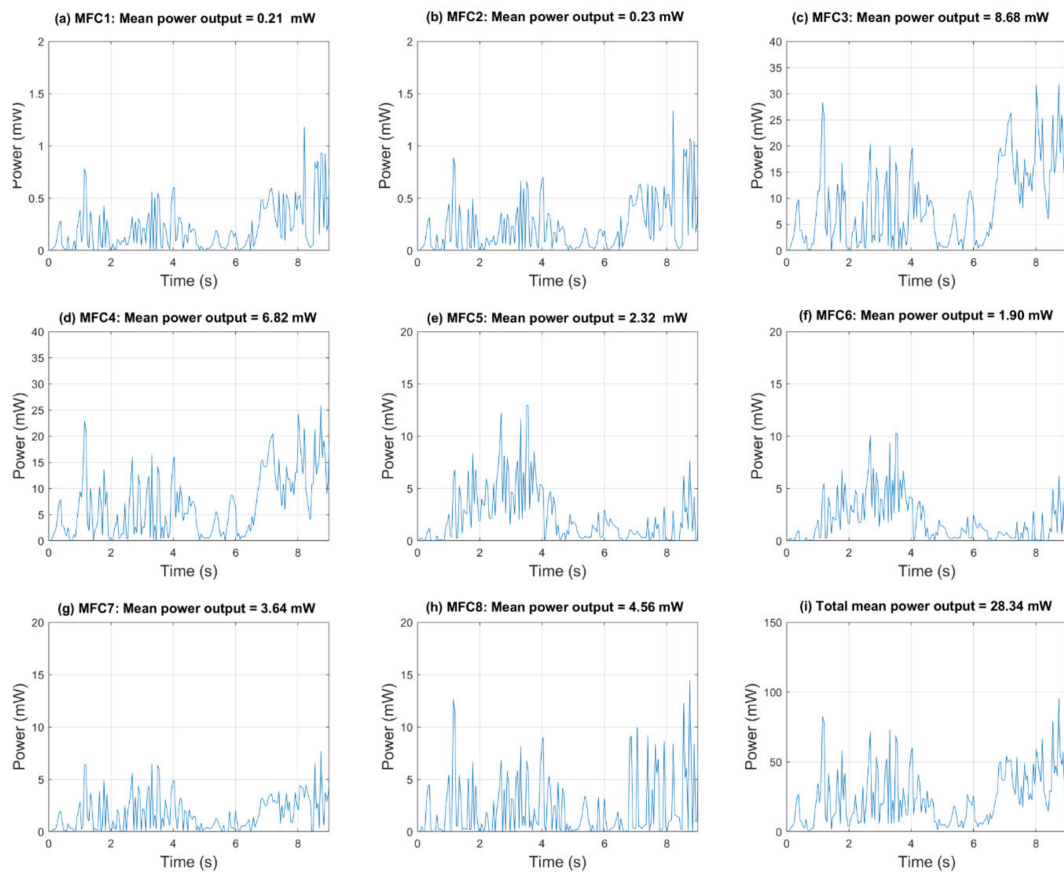 (a) MFC1: Mean power output = 0.21 mW
2
1.5
1
0.5
0
Power (mW)
0 2 4 6 8
Time (s)
(b) MFC2: Mean power output = 0.23 mW
2
1.5
1
0.5
0
Power (mW)
0 2 4 6 8
Time (s)
(c) MFC3: Mean power output = 8.68 mW
40
35
30
25
20
15
10
5
0
Power (mW)
0 2 4 6 8
Time (s)
(d) MFC4: Mean power output = 6.82 mW
40
35
30
25
20
15
10
5
0
Power (mW)
0 2 4 6 8
Time (s)
(e) MFC5: Mean power output = 2.32 mW
20
15
10
5
0
Power (mW)
0 2 4 6 8
Time (s)
(f) MFC6: Mean power output = 1.90 mW
20
15
10
5
0
Power (mW)
0 2 4 6 8
Time (s)
(g) MFC7: Mean power output = 3.64 mW
20
15
10
5
0
Power (mW)
0 2 4 6 8
Time (s)
(h) MFC8: Mean power output = 4.56 mW
20
15
10
5
0
Power (mW)
0 2 4 6 8
Time (s)
(i) Total mean power output = 28.34 mW
150
100
50
0
Power (mW)
0 2 4 6 8
Time (s)